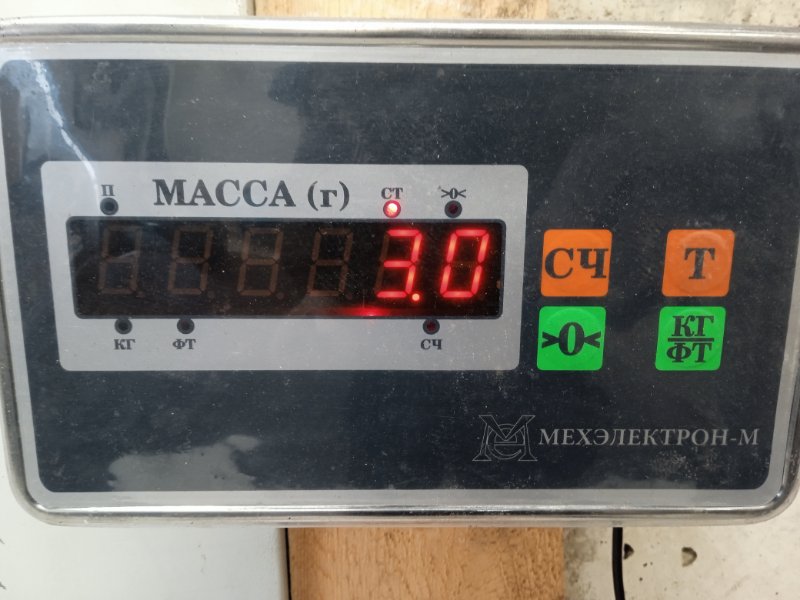 П МАССА (г) СТ >0<
3.0
КГ ФТ СЧ
СЧ Т
>0< КГ
ФТ
МЕХЭЛЕКТРОН-М